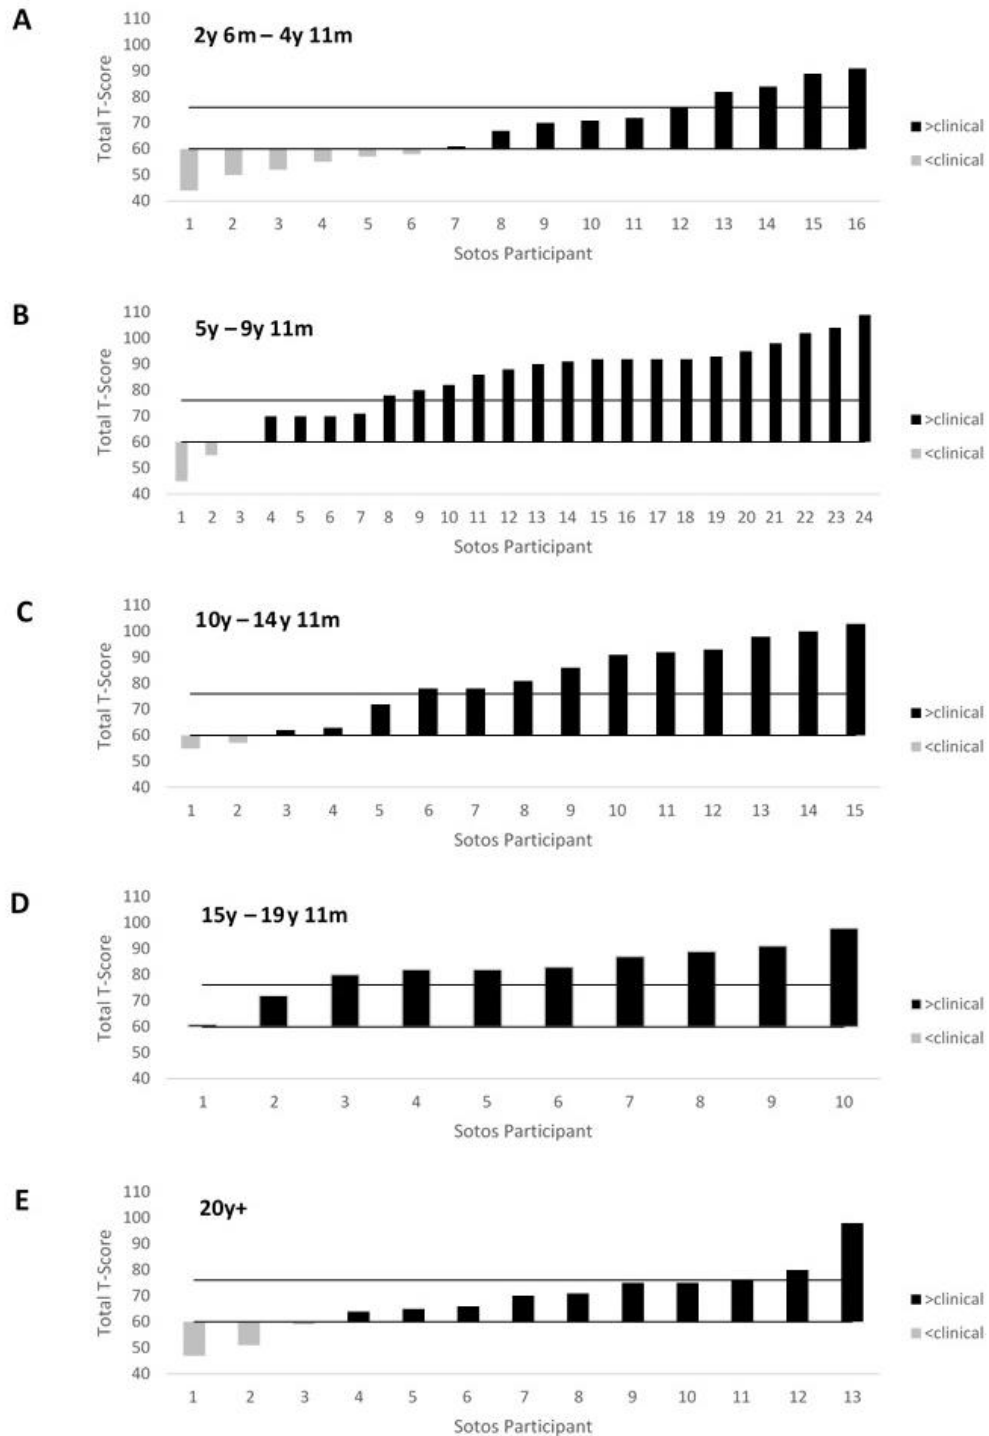 A
2y 6m – 4y 11m
Total T-Score
110
100
90
80
70
60
50
40
1 2 3 4 5 6 7 8 9 10 11 12 13 14 15 16
Sotos Participant
>clinical
<clinical
B
5y – 9y 11m
Total T-Score
110
100
90
80
70
60
50
40
1 2 3 4 5 6 7 8 9 10 11 12 13 14 15 16 17 18 19 20 21 22 23 24
Sotos Participant
>clinical
<clinical
C
10y – 14y 11m
Total T-Score
110
100
90
80
70
60
50
40
1 2 3 4 5 6 7 8 9 10 11 12 13 14 15
Sotos Participant
>clinical
<clinical
D
15y – 19y 11m
Total T-Score
110
100
90
80
70
60
50
40
1 2 3 4 5 6 7 8 9 10
Sotos Participant
>clinical
<clinical
E
20y+
Total T-Score
110
100
90
80
70
60
50
40
1 2 3 4 5 6 7 8 9 10 11 12 13
Sotos Participant
>clinical
<clinical